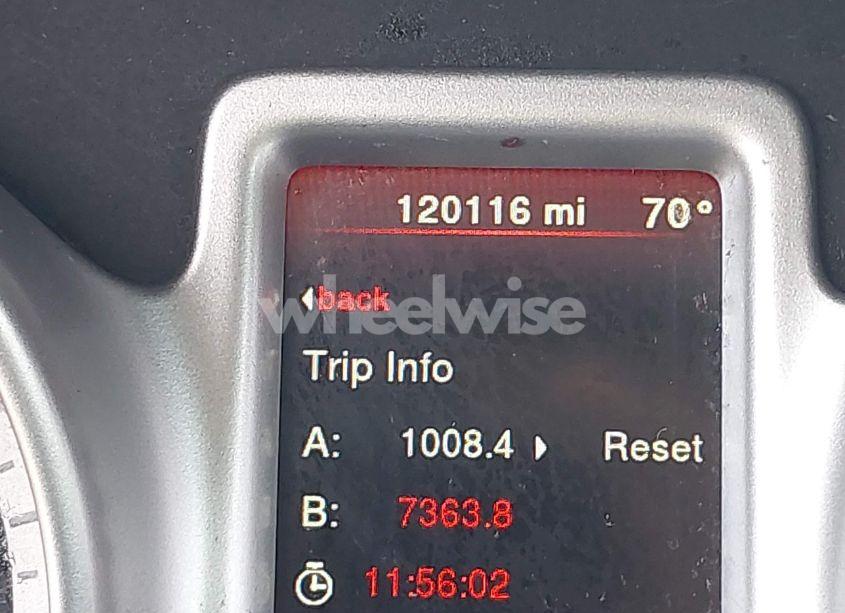 120116 mi 70°
back
wheelwise
Trip Info
A: 1008.4 Reset
B: 7363.8
11:56:02